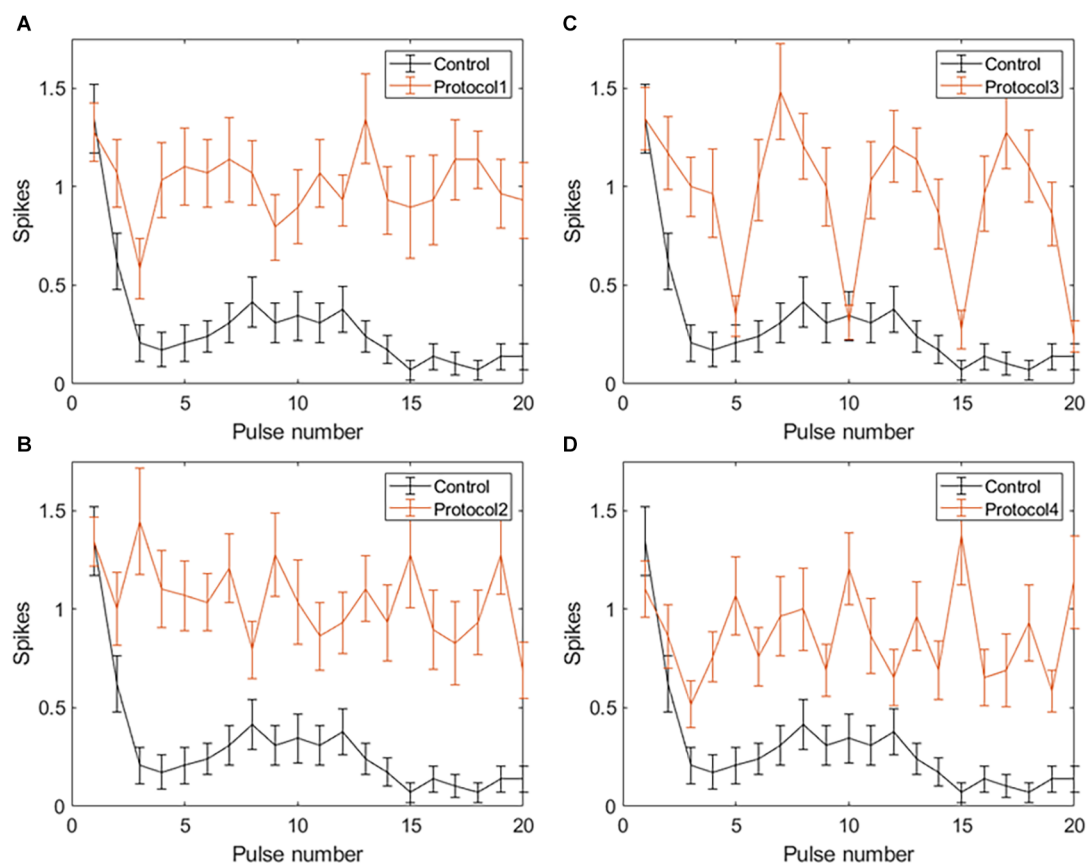 A
Spikes
1.5
1
0.5
0
0 5 10 15 20
Pulse number
Control
Protocol1
C
Spikes
1.5
1
0.5
0
0 5 10 15 20
Pulse number
Control
Protocol3
B
Spikes
1.5
1
0.5
0
0 5 10 15 20
Pulse number
Control
Protocol2
D
Spikes
1.5
1
0.5
0
0 5 10 15 20
Pulse number
Control
Protocol4